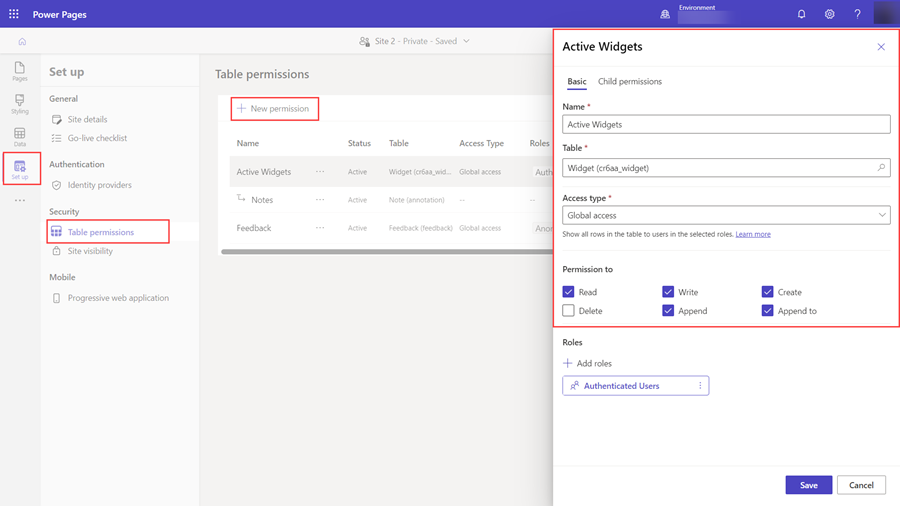 Power Pages
Environment
Site 2 - Private - Saved
Pages
Styling
Data
Set up
Set up
General
Site details
Go-live checklist
Authentication
Identity providers
Security
Table permissions
Site visibility
Mobile
Progressive web application
Table permissions
New permission
Name Status Table Access Type Roles
Active Widgets ··· Active Widget (cr6aa_wid... Global access Auth
Notes ··· Active Note (annotation) -- --
Feedback ··· Active Feedback (feedback) Global access Anon
Active Widgets
Basic Child permissions
Name *
Active Widgets
Table *
Widget (cr6aa_widget)
Access type *
Global access
Show all rows in the table to users in the selected roles. Learn more
Permission to
Read Write Create
Delete Append Append to
Roles
Add roles
Authenticated Users
Save Cancel